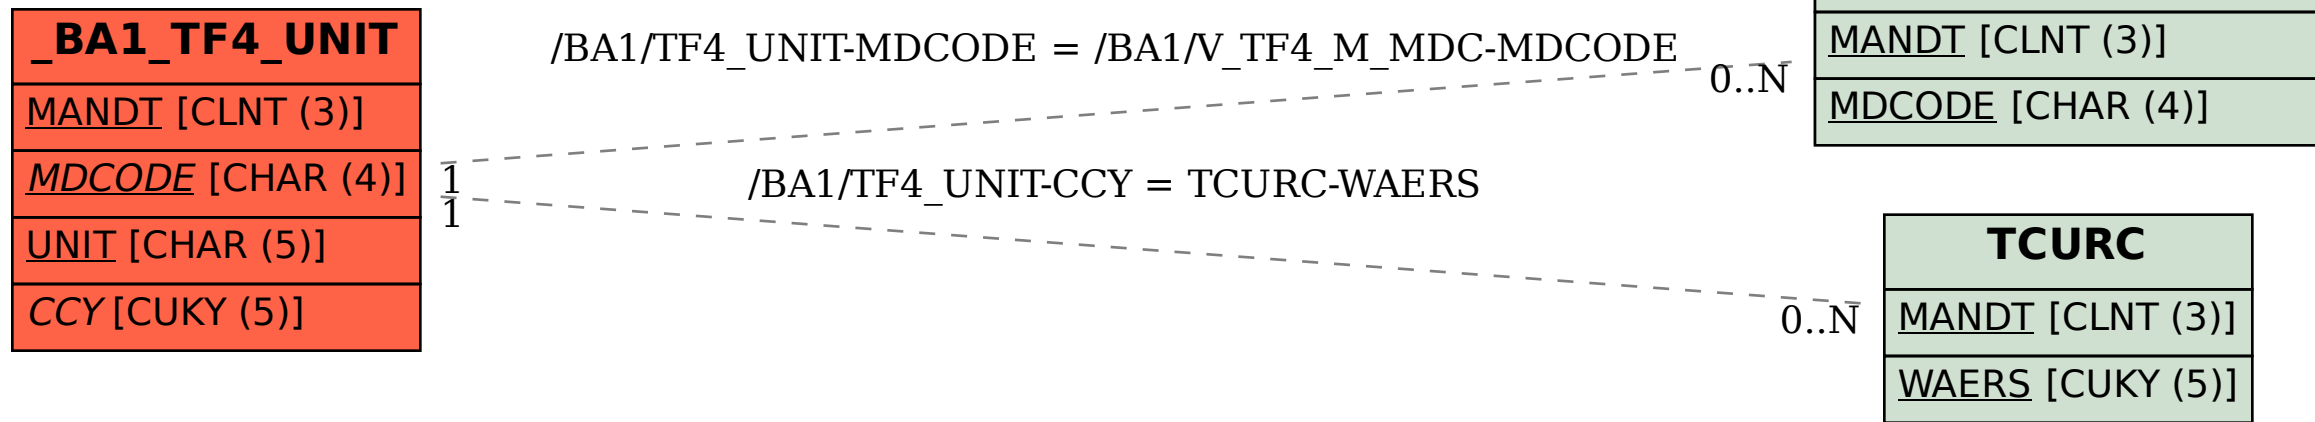 _BA1_TF4_UNIT
MANDT [CLNT (3)]
MDCODE [CHAR (4)]
UNIT [CHAR (5)]
CCY [CUKY (5)]
/BA1/TF4_UNIT-MDCODE = /BA1/V_TF4_M_MDC-MDCODE
0..N
1
/BA1/TF4_UNIT-CCY = TCURC-WAERS
1
0..N
MANDT [CLNT (3)]
MDCODE [CHAR (4)]
TCURC
MANDT [CLNT (3)]
WAERS [CUKY (5)]